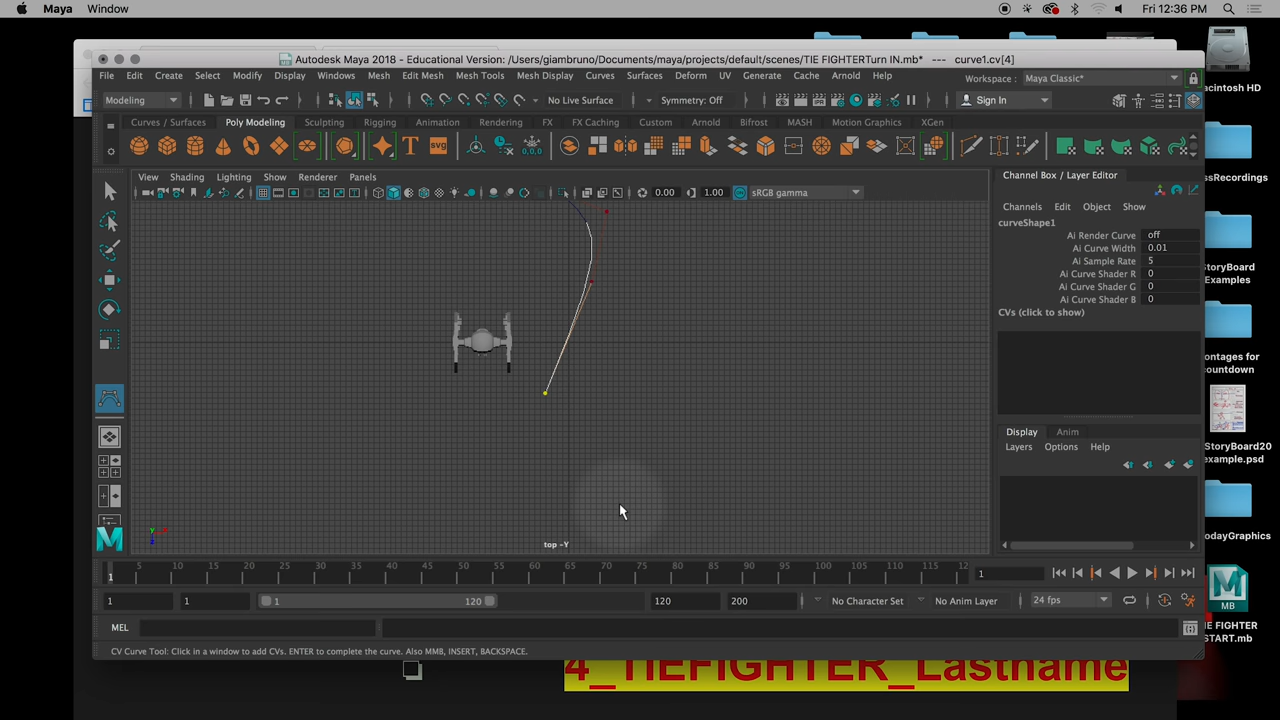 Maya Window
Fri 12:36 PM
Autodesk Maya 2018 - Educational Version: /Users/giambruno/Documents/maya/projects/default/scenes/TIE FIGHTERTurn IN.mb* --- curve1.cv[4]
File Edit Create Select Modify Display Windows Mesh Edit Mesh Mesh Tools Mesh Display Curves Surfaces Deform UV Generate Cache Arnold Help
Workspace : Maya Classic*
Modeling
No Live Surface
Symmetry: Off
Sign In
Curves / Surfaces Poly Modeling Sculpting Rigging Animation Rendering FX FX Caching Custom Arnold Bifrost MASH Motion Graphics XGen
SVG
View Shading Lighting Show Renderer Panels
0.00 1.00 sRGB gamma
top -Y
Channel Box / Layer Editor
Channels Edit Object Show
curveShape1
Ai Render Curve off
Ai Curve Width 0.01
Ai Sample Rate 5
Ai Curve Shader R 0
Ai Curve Shader G 0
Ai Curve Shader B 0
CVs (click to show)
Display Anim
Layers Options Help
5 10 15 20 25 30 35 40 45 50 55 60 65 70 75 80 85 90 95 100 105 110 115 12
1
1
1 1 1 120 120 200 No Character Set No Anim Layer 24 fps
MEL
CV Curve Tool: Click in a window to add CVs. ENTER to complete the curve. Also MMB, INSERT, BACKSPACE.
4_TIEFIGHTER_Lastname
acintosh HD
ssRecordings
toryBoard
Examples
ontages for
countdown
StoryBoard20
example.psd
odayGraphics
MB
IE FIGHTER
START.mb